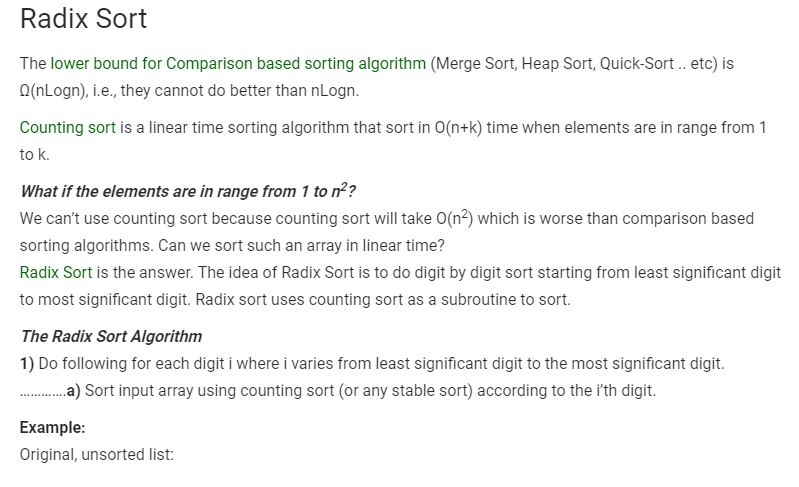 Radix Sort
The lower bound for Comparison based sorting algorithm (Merge Sort, Heap Sort, Quick-Sort .. etc) is
Ω(nLogn), i.e., they cannot do better than nLogn.
Counting sort is a linear time sorting algorithm that sort in O(n+k) time when elements are in range from 1
to k.
What if the elements are in range from 1 to n²?
We can't use counting sort because counting sort will take O(n²) which is worse than comparison based
sorting algorithms. Can we sort such an array in linear time?
Radix Sort is the answer. The idea of Radix Sort is to do digit by digit sort starting from least significant digit
to most significant digit. Radix sort uses counting sort as a subroutine to sort.
The Radix Sort Algorithm
1) Do following for each digit i where i varies from least significant digit to the most significant digit.
………….a) Sort input array using counting sort (or any stable sort) according to the i'th digit.
Example:
Original, unsorted list: